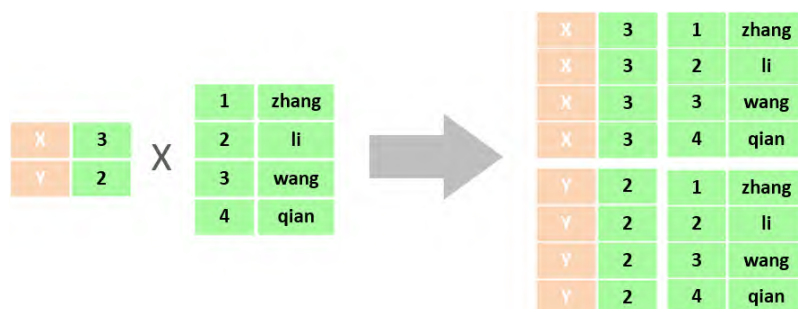 X 3 1 zhang
X 3 2 li
X 3 3 wang
X 3 4 qian
1 zhang
2 li
3 wang
4 qian
X 3
Y 2
X
Y 2 1 zhang
Y 2 2 li
Y 2 3 wang
Y 2 4 qian